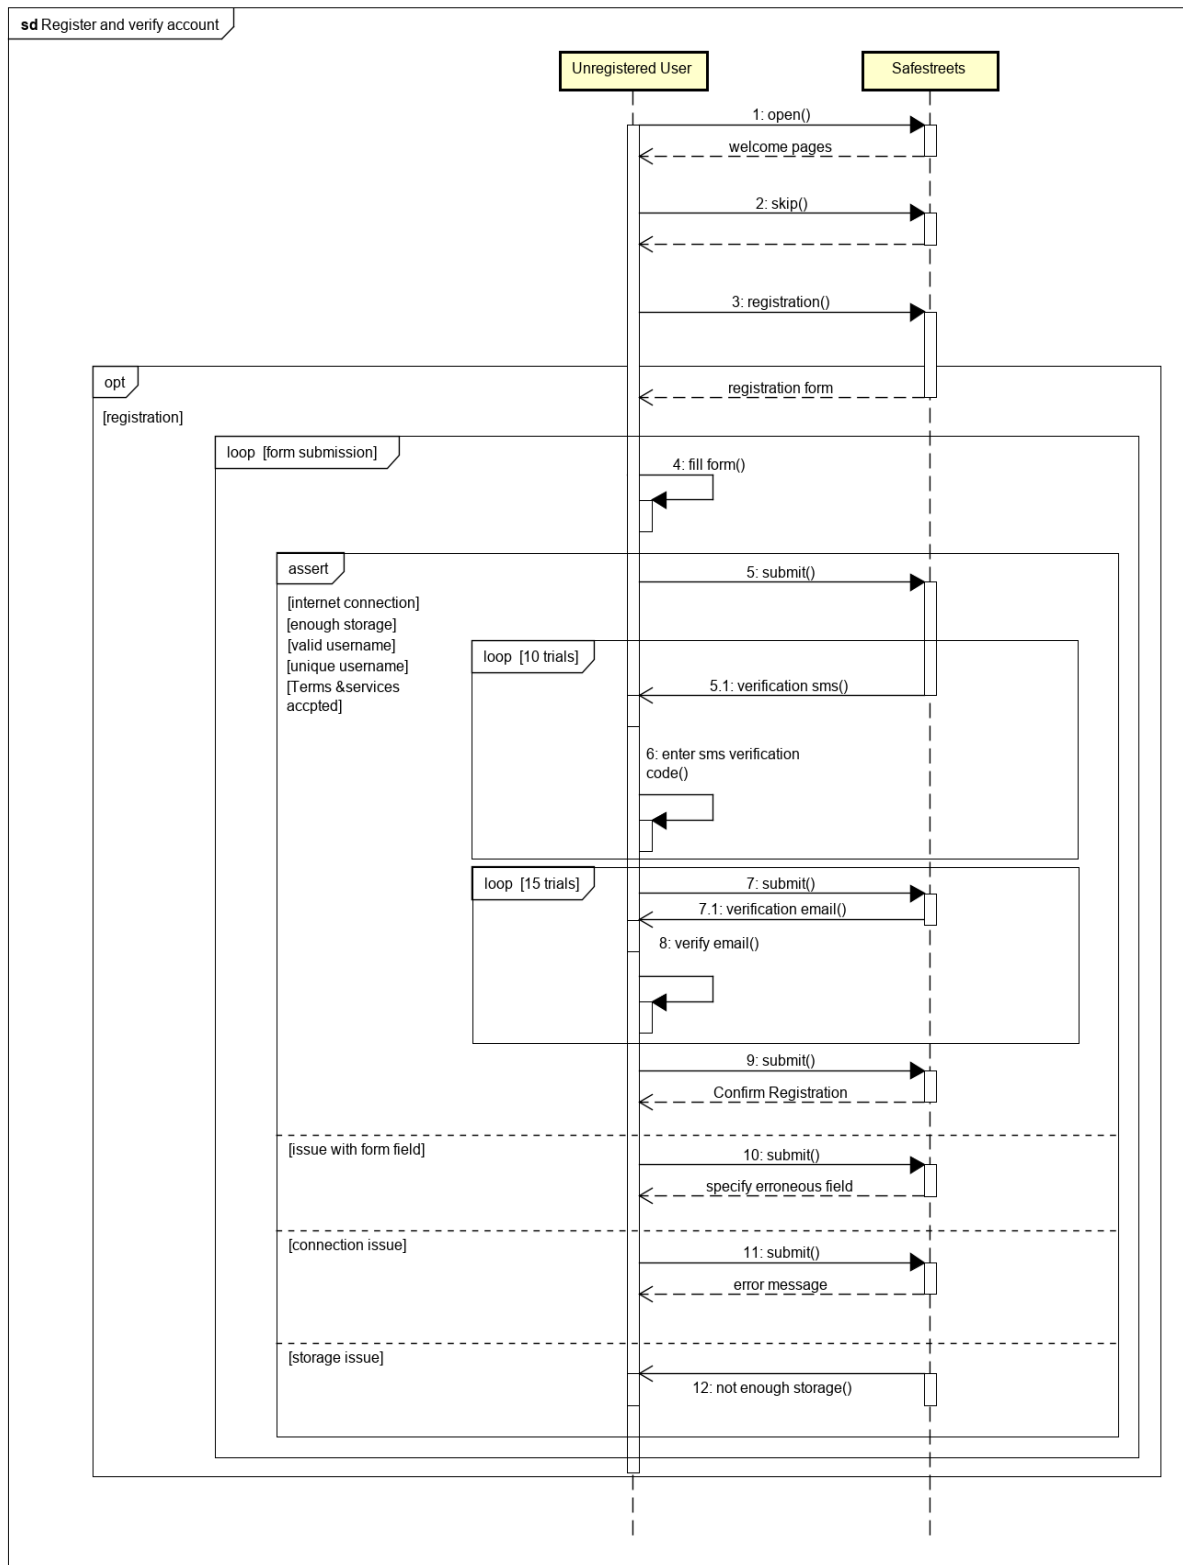 sd Register and verify account
Unregistered User
Safestreets
1: open()
welcome pages
2: skip()
3: registration()
opt
registration form
[registration]
loop [form submission]
4: fill form()
assert
5: submit()
[internet connection]
[enough storage]
[valid username]
[unique username]
[Terms &services
accpted]
loop [10 trials]
5.1: verification sms()
6: enter sms verification
code()
loop [15 trials]
7: submit()
7.1: verification email()
8: verify email()
9: submit()
Confirm Registration
[issue with form field]
10: submit()
specify erroneous field
[connection issue]
11: submit()
error message
[storage issue]
12: not enough storage()